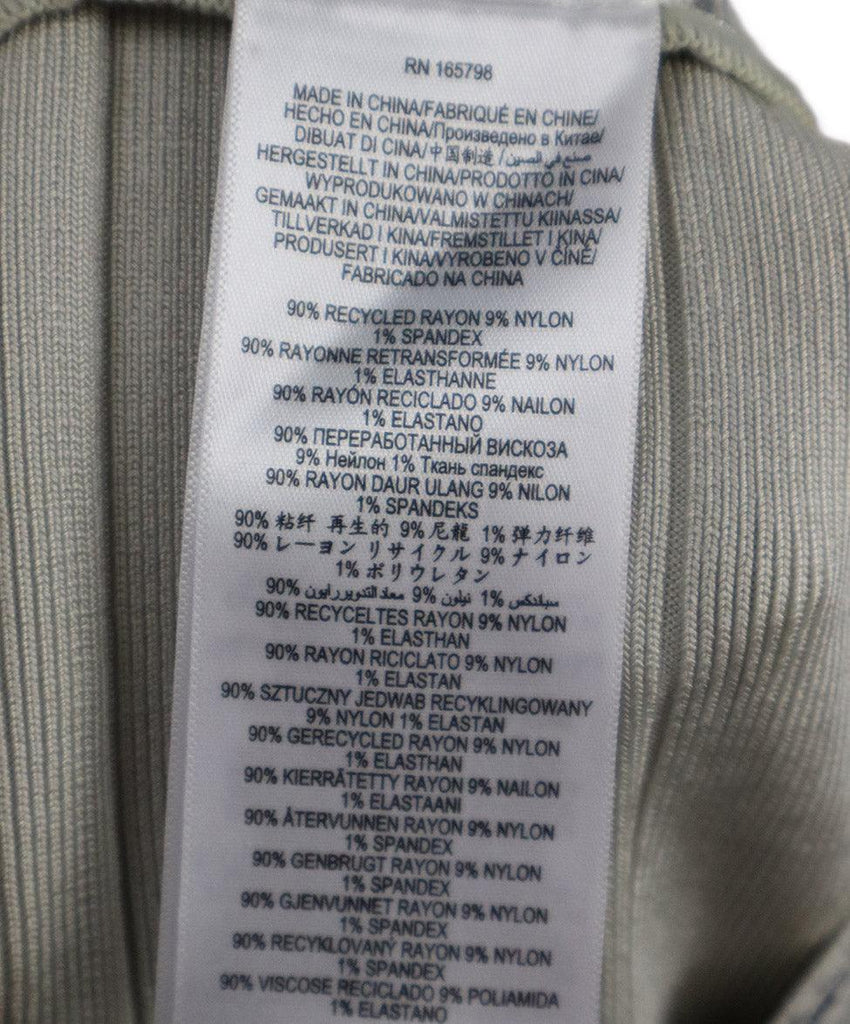 RN 165798
MADE IN CHINA/FABRIQUÉ EN CHINE/
HECHO EN CHINA/Произведено в Китае/
DIBUAT DI CINA/中国制造/صنع في الصين/
HERGESTELLT IN CHINA/PRODOTTO IN CINA/
WYPRODUKOWANO W CHINACH/
GEMAAKT IN CHINA/VALMISTETTU KIINASSA/
TILLVERKAD I KINA/FREMSTILLET I KINA/
PRODUSERT I KINA/VYROBENO V ČÍNĚ/
FABRICADO NA CHINA
90% RECYCLED RAYON 9% NYLON
1% SPANDEX
90% RAYONNE RETRANSFORMÉE 9% NYLON
1% ELASTHANNE
90% RAYÓN RECICLADO 9% NAILON
1% ELASTANO
90% ПЕРЕРАБОТАННЫЙ ВИСКОЗА
9% Нейлон 1% Ткань спандекс
90% RAYON DAUR ULANG 9% NILON
1% SPANDEKS
90% 粘纤 再生的 9% 尼龍 1% 弹力纤维
90% レーヨン リサイクル 9% ナイロン
1% ポリウレタン
90% معاد التدوير رايون 9% نيلون 1% سباندكس
90% RECYCELTES RAYON 9% NYLON
1% ELASTHAN
90% RAYON RICICLATO 9% NYLON
1% ELASTAN
90% SZTUCZNY JEDWAB RECYKLINGOWANY
9% NYLON 1% ELASTAN
90% GERECYCLED RAYON 9% NYLON
1% ELASTHAN
90% KIERRÄTETTY RAYON 9% NAILON
1% ELASTAANI
90% ÅTERVUNNEN RAYON 9% NYLON
1% SPANDEX
90% GENBRUGT RAYON 9% NYLON
1% SPANDEX
90% GJENVUNNET RAYON 9% NYLON
1% SPANDEX
90% RECYKLOVANÝ RAYON 9% NYLON
1% SPANDEX
90% VISCOSE RECICLADO 9% POLIAMIDA
1% ELASTANO